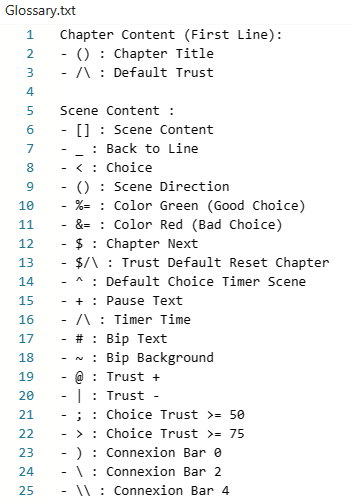 Glossary.txt
1 Chapter Content (First Line):
2 - () : Chapter Title
3 - /\ : Default Trust
4
5 Scene Content :
6 - [] : Scene Content
7 - _ : Back to Line
8 - < : Choice
9 - () : Scene Direction
10 - %= : Color Green (Good Choice)
11 - &= : Color Red (Bad Choice)
12 - $ : Chapter Next
13 - $/\ : Trust Default Reset Chapter
14 - ^ : Default Choice Timer Scene
15 - + : Pause Text
16 - /\ : Timer Time
17 - # : Bip Text
18 - ~ : Bip Background
19 - @ : Trust +
20 - | : Trust -
21 - ; : Choice Trust >= 50
22 - > : Choice Trust >= 75
23 - ) : Connexion Bar 0
24 - \ : Connexion Bar 2
25 - \\ : Connexion Bar 4